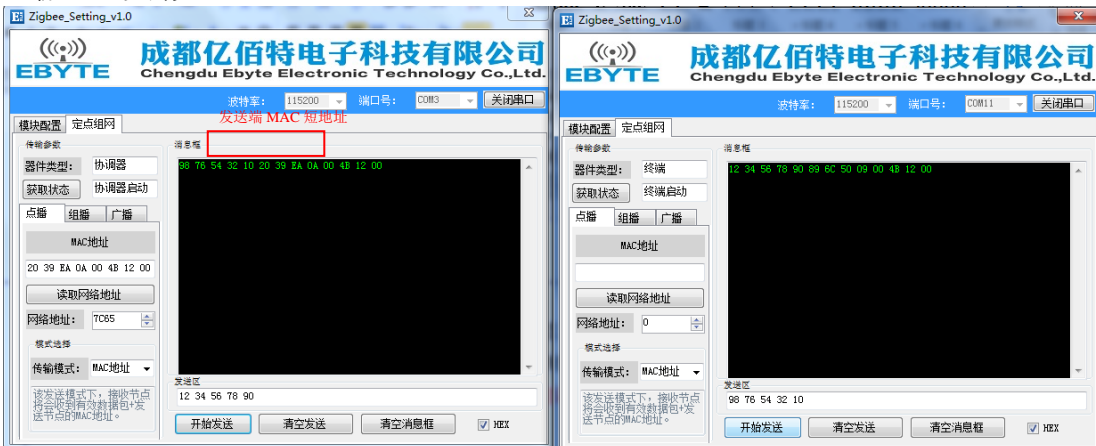 Zigbee_Setting_v1.0
EBYTE
成都亿佰特电子科技有限公司
Chengdu Ebyte Electronic Technology Co.,Ltd.
波特率： 115200 端口号： COM3 关闭串口
发送端 MAC 短地址
模块配置 定点组网
传输参数
器件类型： 协调器
获取状态 协调器启动
点播 组播 广播
MAC地址
20 39 EA 0A 00 4B 12 00
读取网络地址
网络地址： 7C65
模式选择
传输模式： MAC地址
该发送模式下，接收节点
将会收到有效数据包+发
送节点的MAC地址。
消息框
98 76 54 32 10 20 39 EA 0A 00 4B 12 00
发送区
12 34 56 78 90
开始发送 清空发送 清空消息框 HEX
Zigbee_Setting_v1.0
EBYTE
成都亿佰特电子科技有限公司
Chengdu Ebyte Electronic Technology Co.,Ltd.
波特率： 115200 端口号： COM11 关闭串口
模块配置 定点组网
传输参数
器件类型： 终端
获取状态 终端启动
点播 组播 广播
MAC地址
读取网络地址
网络地址： 0
模式选择
传输模式： MAC地址
该发送模式下，接收节点
将会收到有效数据包+发
送节点的MAC地址。
消息框
12 34 56 78 90 89 6C 50 09 00 4B 12 00
发送区
98 76 54 32 10
开始发送 清空发送 清空消息框 HEX